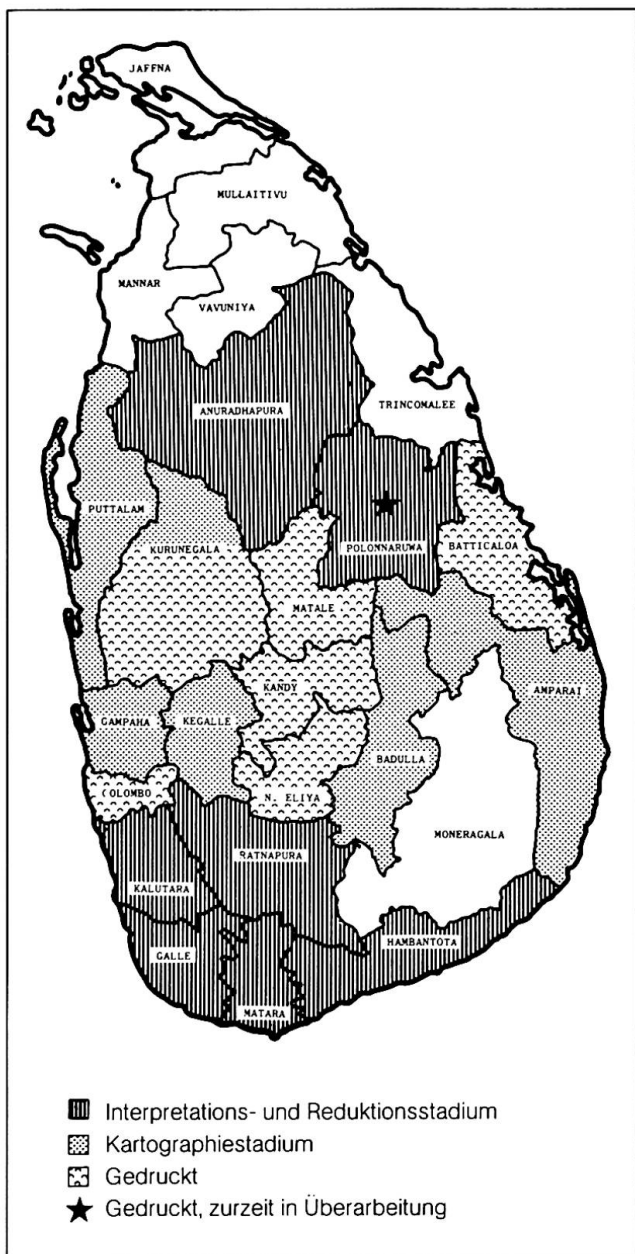 JAFFNA
MULLAITIVU
MANNAR
VAVUNIYA
ANURADHAPURA
TRINCOMALEE
PUTTALAM
KURUNEGALA
POLONNARUWA
BATTICALOA
MATALE
KANDY
AMPARAI
GAMPAHA
KEGALLE
BADULLA
COLOMBO
N. ELIYA
MONERAGALA
RATNAPURA
KALUTARA
HAMBANTOTA
GALLE
MATARA
Interpretations- und Reduktionsstadium
Kartographiestadium
Gedruckt
Gedruckt, zurzeit in Überarbeitung